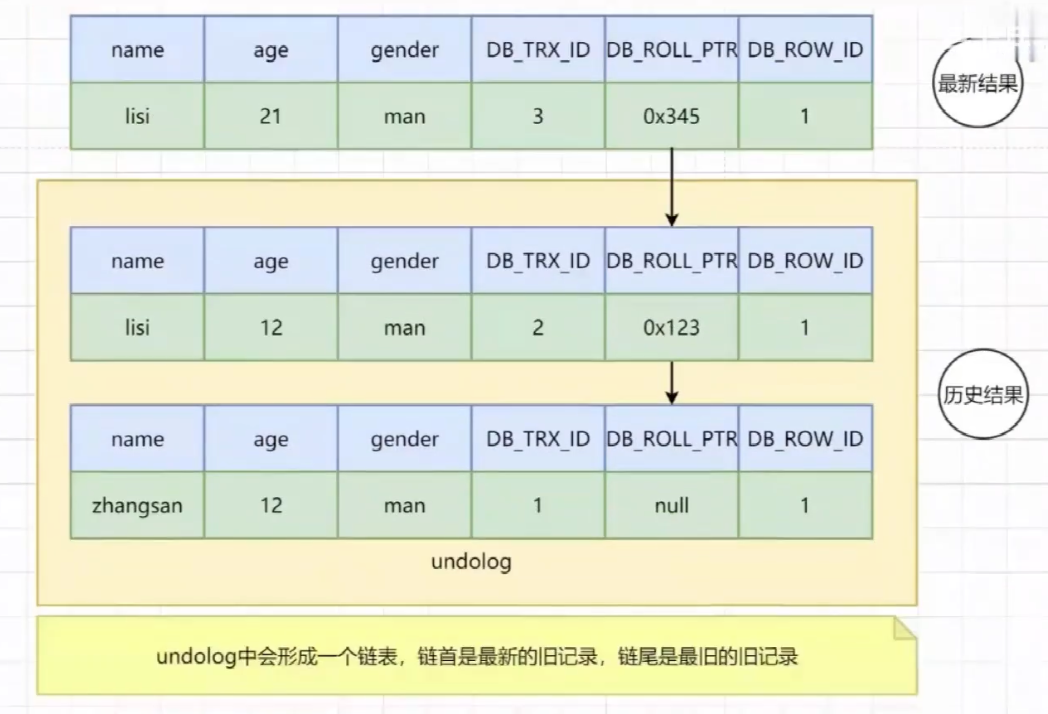 name age gender DB_TRX_ID DB_ROLL_PTR DB_ROW_ID
lisi 21 man 3 0x345 1
最新结果
name age gender DB_TRX_ID DB_ROLL_PTR DB_ROW_ID
lisi 12 man 2 0x123 1
历史结果
name age gender DB_TRX_ID DB_ROLL_PTR DB_ROW_ID
zhangsan 12 man 1 null 1
undolog
undolog中会形成一个链表，链首是最新的旧记录，链尾是最旧的旧记录